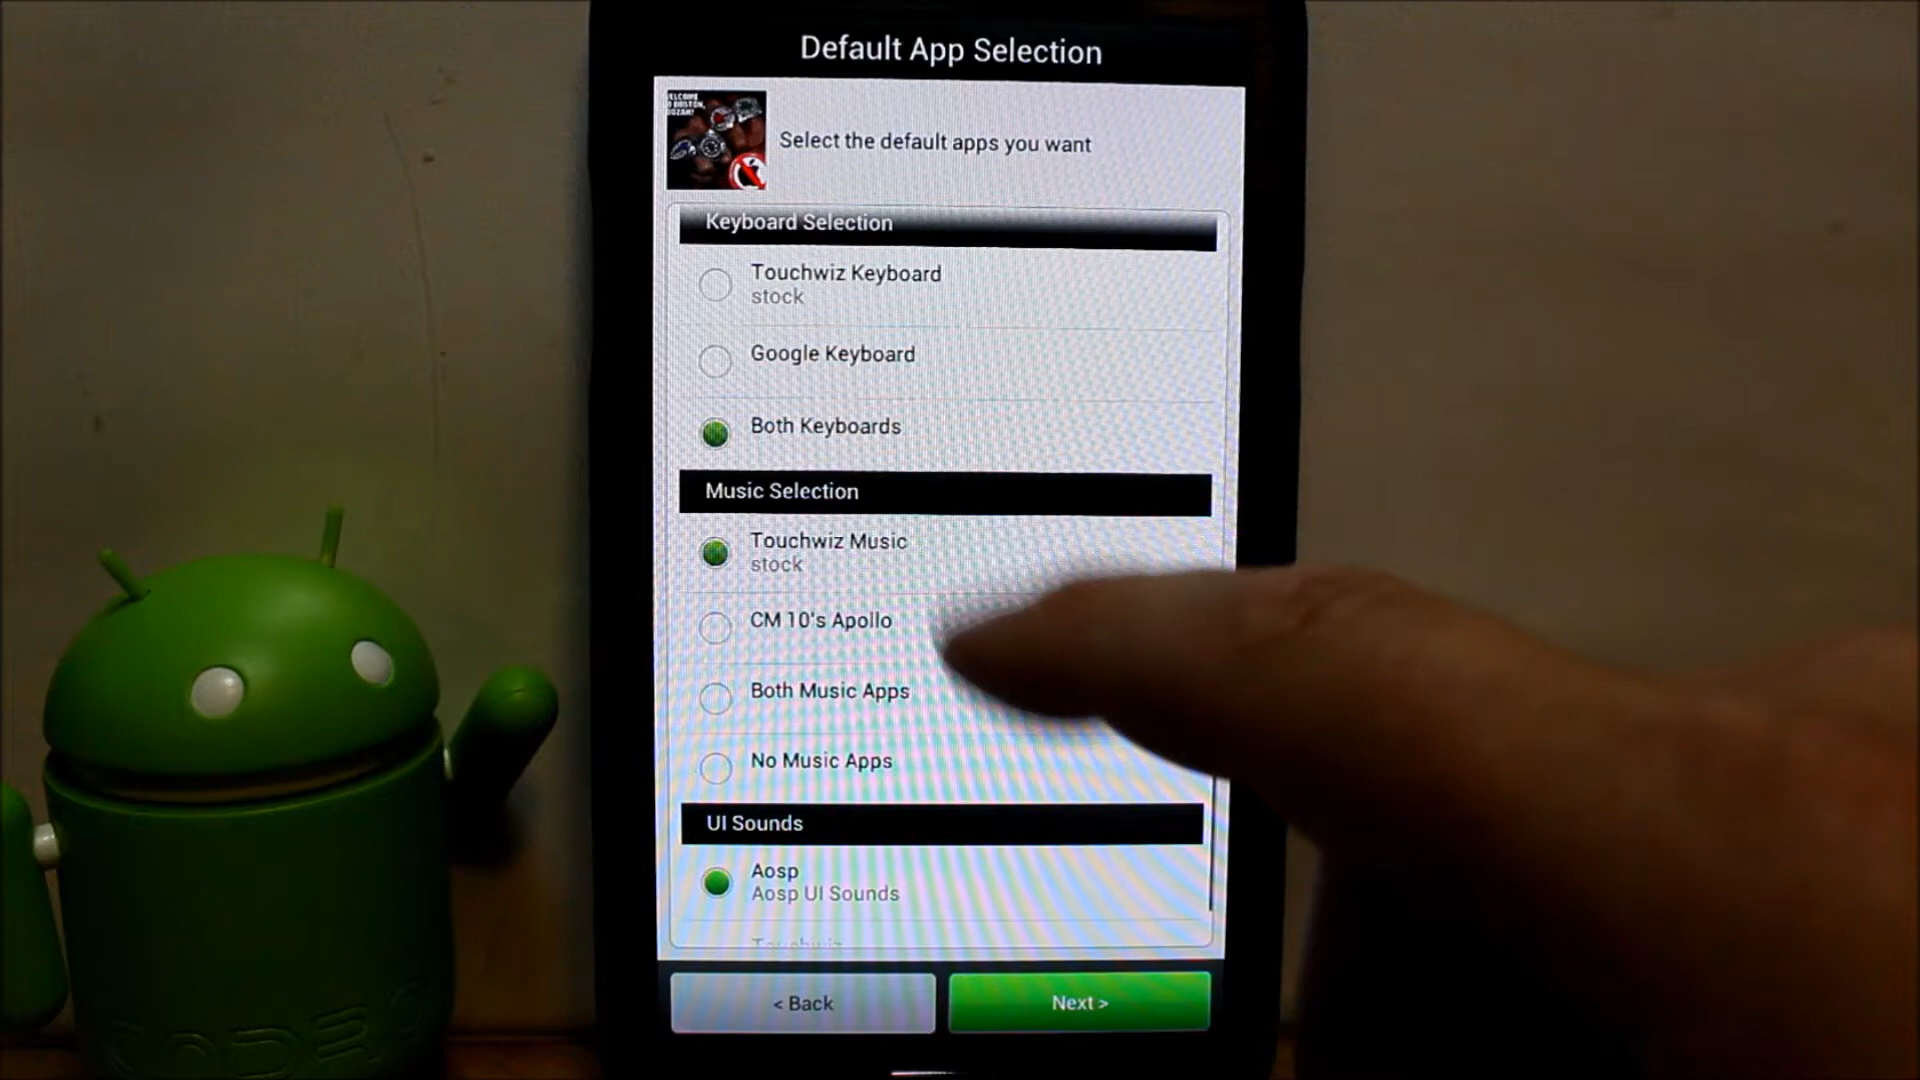 Default App Selection
Select the default apps you want
Keyboard Selection
Touchwiz Keyboard
stock
Google Keyboard
Both Keyboards
Music Selection
Touchwiz Music
stock
CM 10's Apollo
Both Music Apps
No Music Apps
UI Sounds
Aosp
Aosp UI Sounds
Touchwiz
< Back
Next >